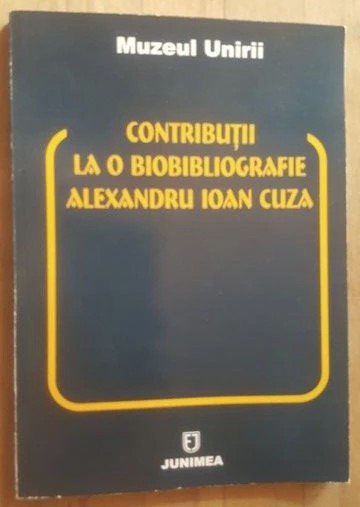 Muzeul Unirii
CONTRIBUȚII
LA O BIOBIBLIOGRAFIE
ALEXANDRU IOAN CUZA
JUNIMEA